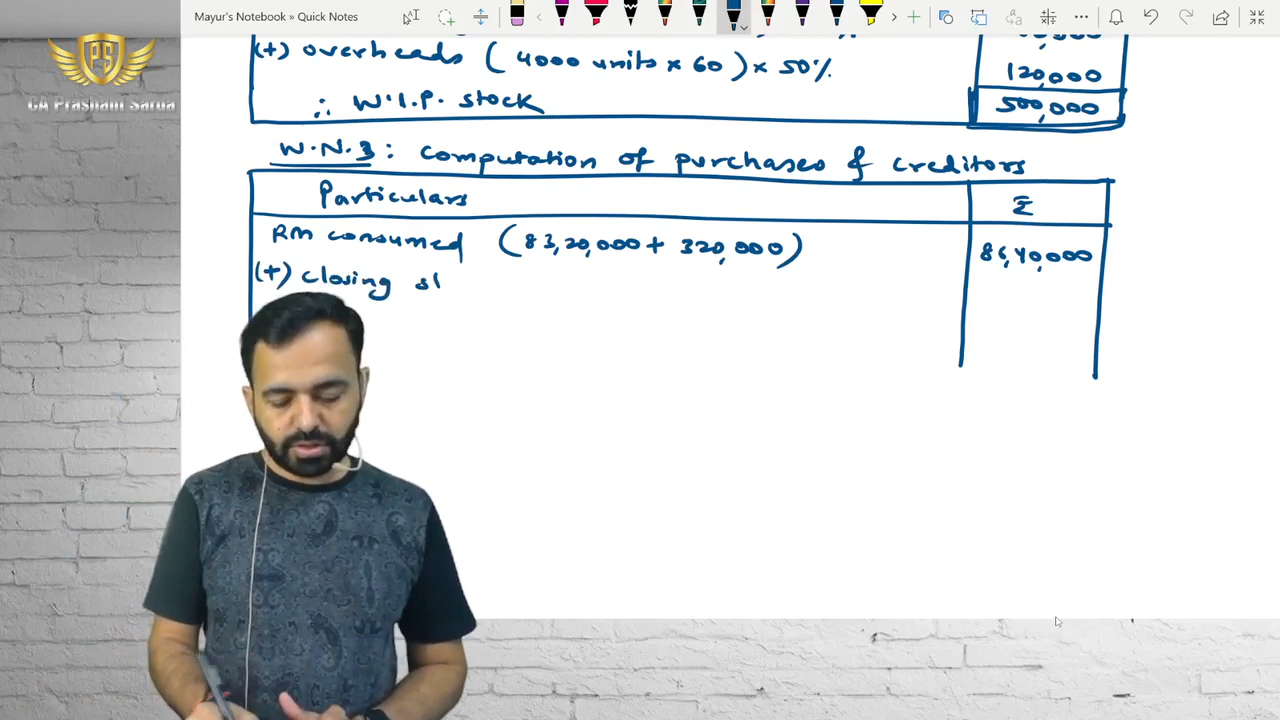 Mayur's Notebook » Quick Notes
PS
CA Prashant Sarda
(+) overheads (4000 units × 60) × 50%
120,000
∴ W.I.P. stock
500,000
W.N.3 : computation of purchases & creditors
Particulars
₹
RM consumed (83,20,000 + 320,000)
86,40,000
(+) closing st